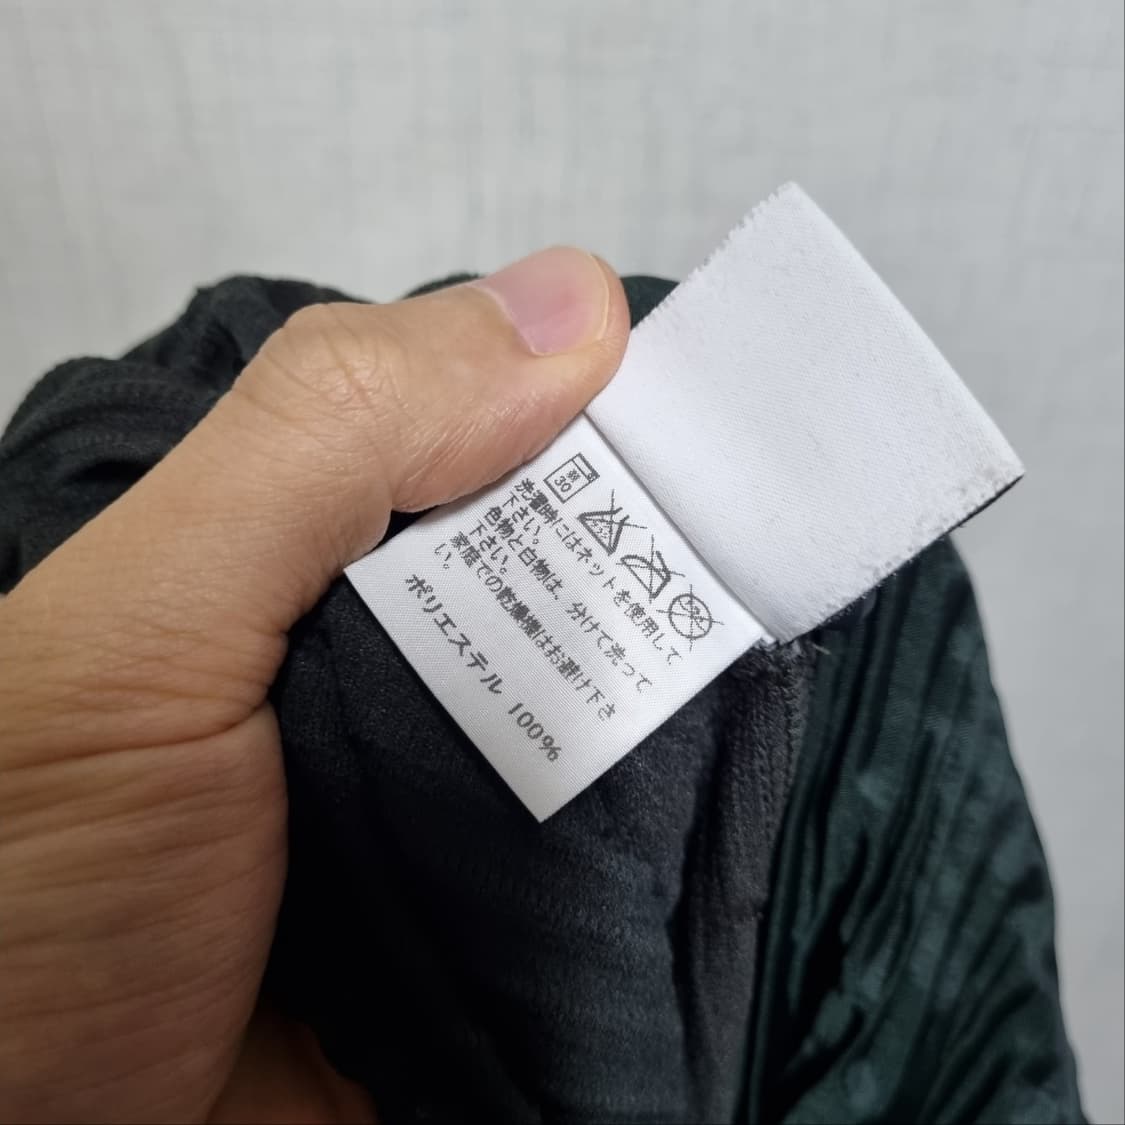 弱
30
洗濯時にはネットを使用して
下さい。
色物と白物は、分けて洗って
下さい。
家庭での乾燥機はお避け下さ
い。
ポリエステル 100%